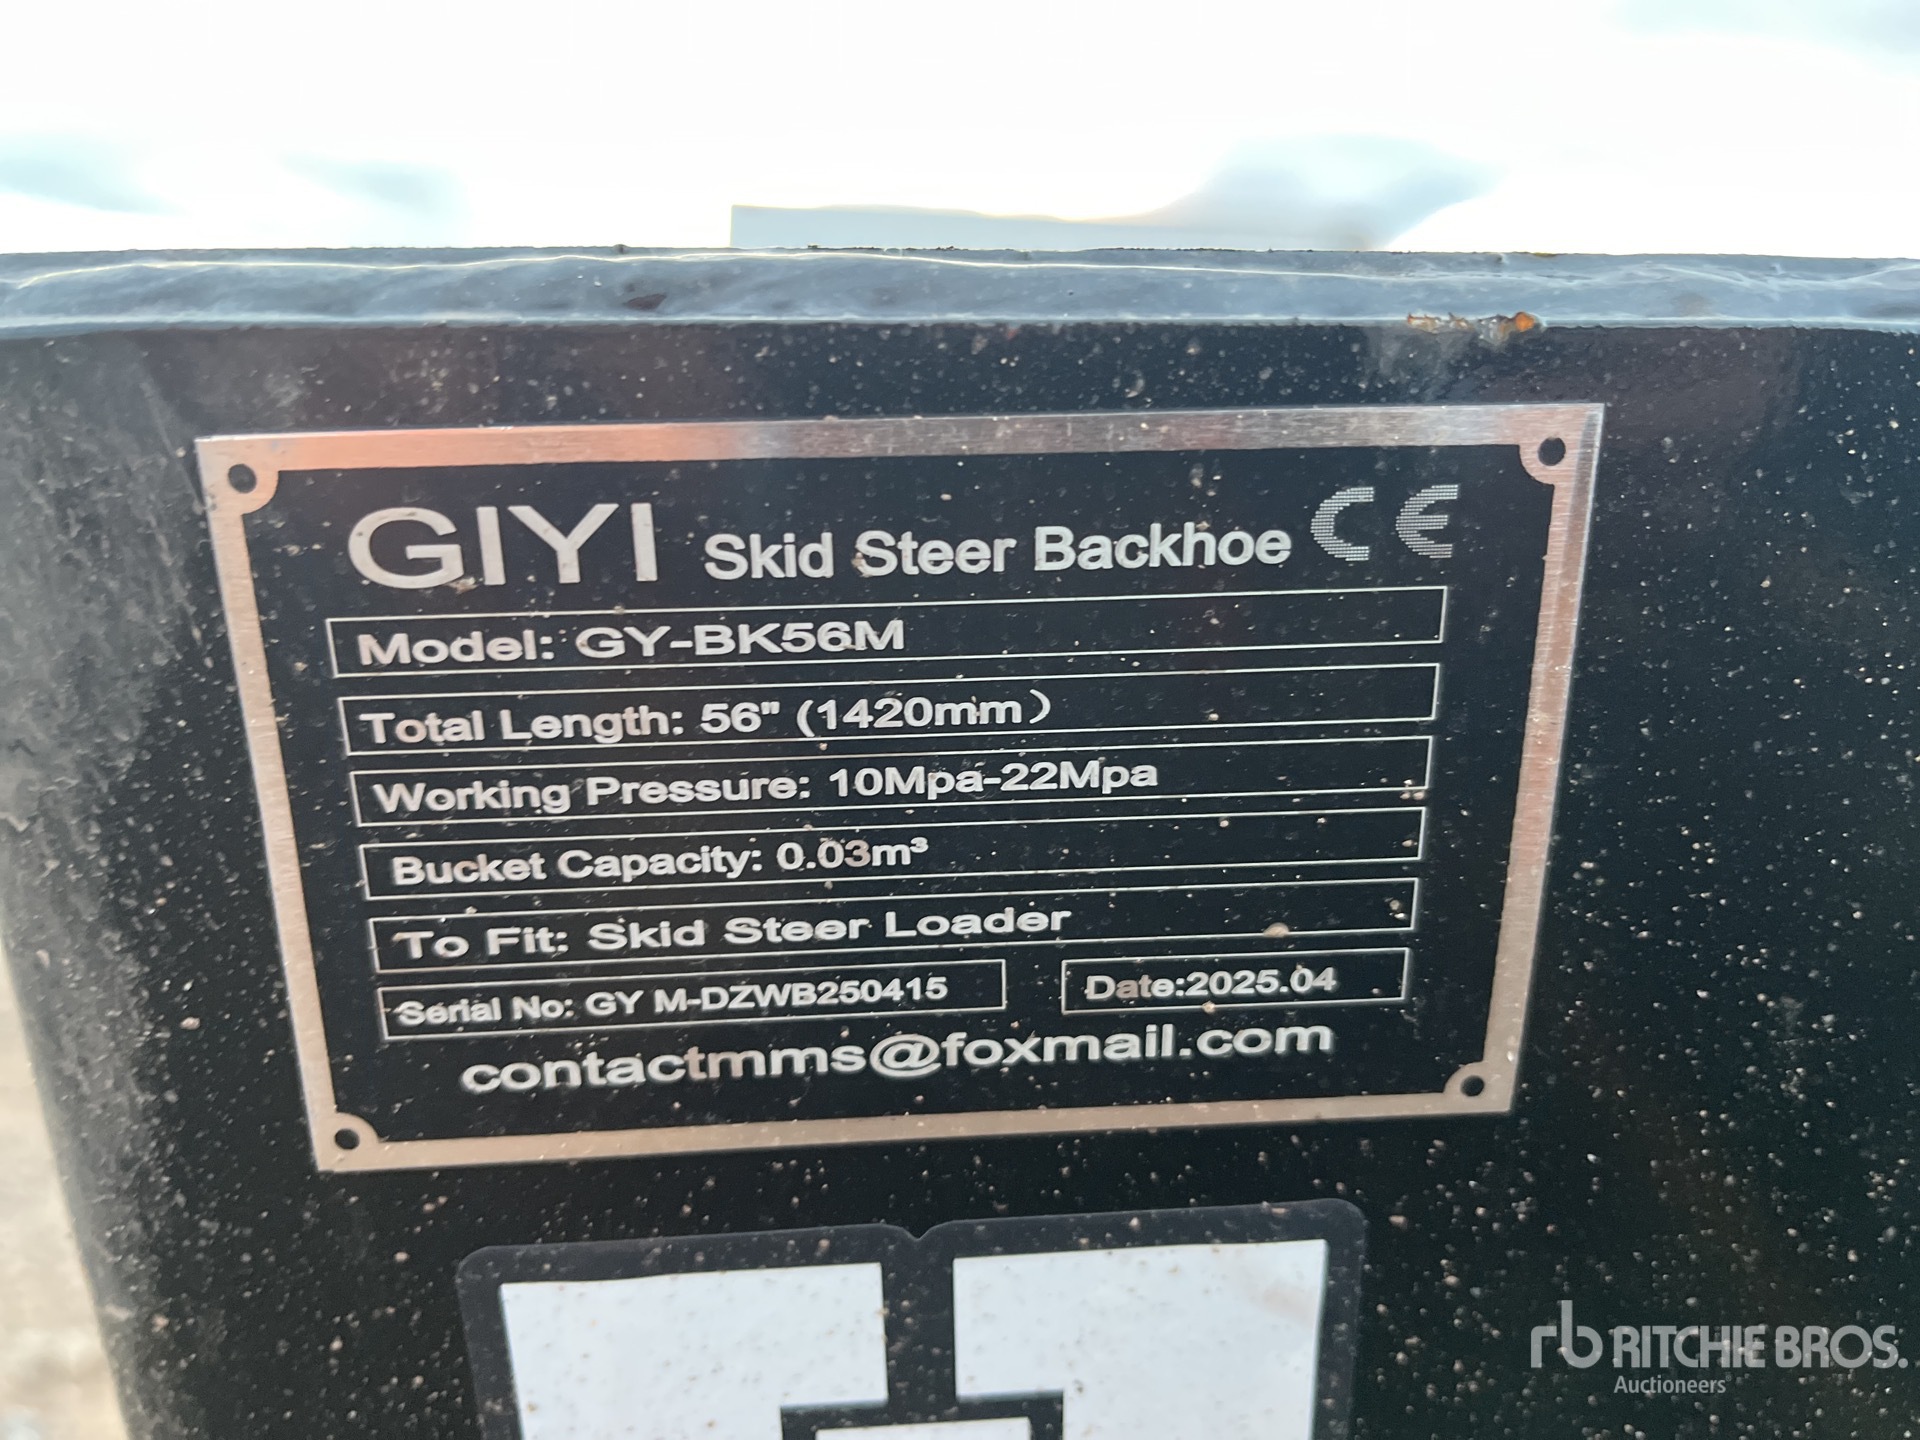 GIYI Skid Steer Backhoe CE
Model: GY-BK56M
Total Length: 56" (1420mm）
Working Pressure: 10Mpa-22Mpa
Bucket Capacity: 0.03m³
To Fit: Skid Steer Loader
Serial No: GY M-DZWB250415 Date:2025.04
contactmms@foxmail.com
rb RITCHIE BROS.
Auctioneers